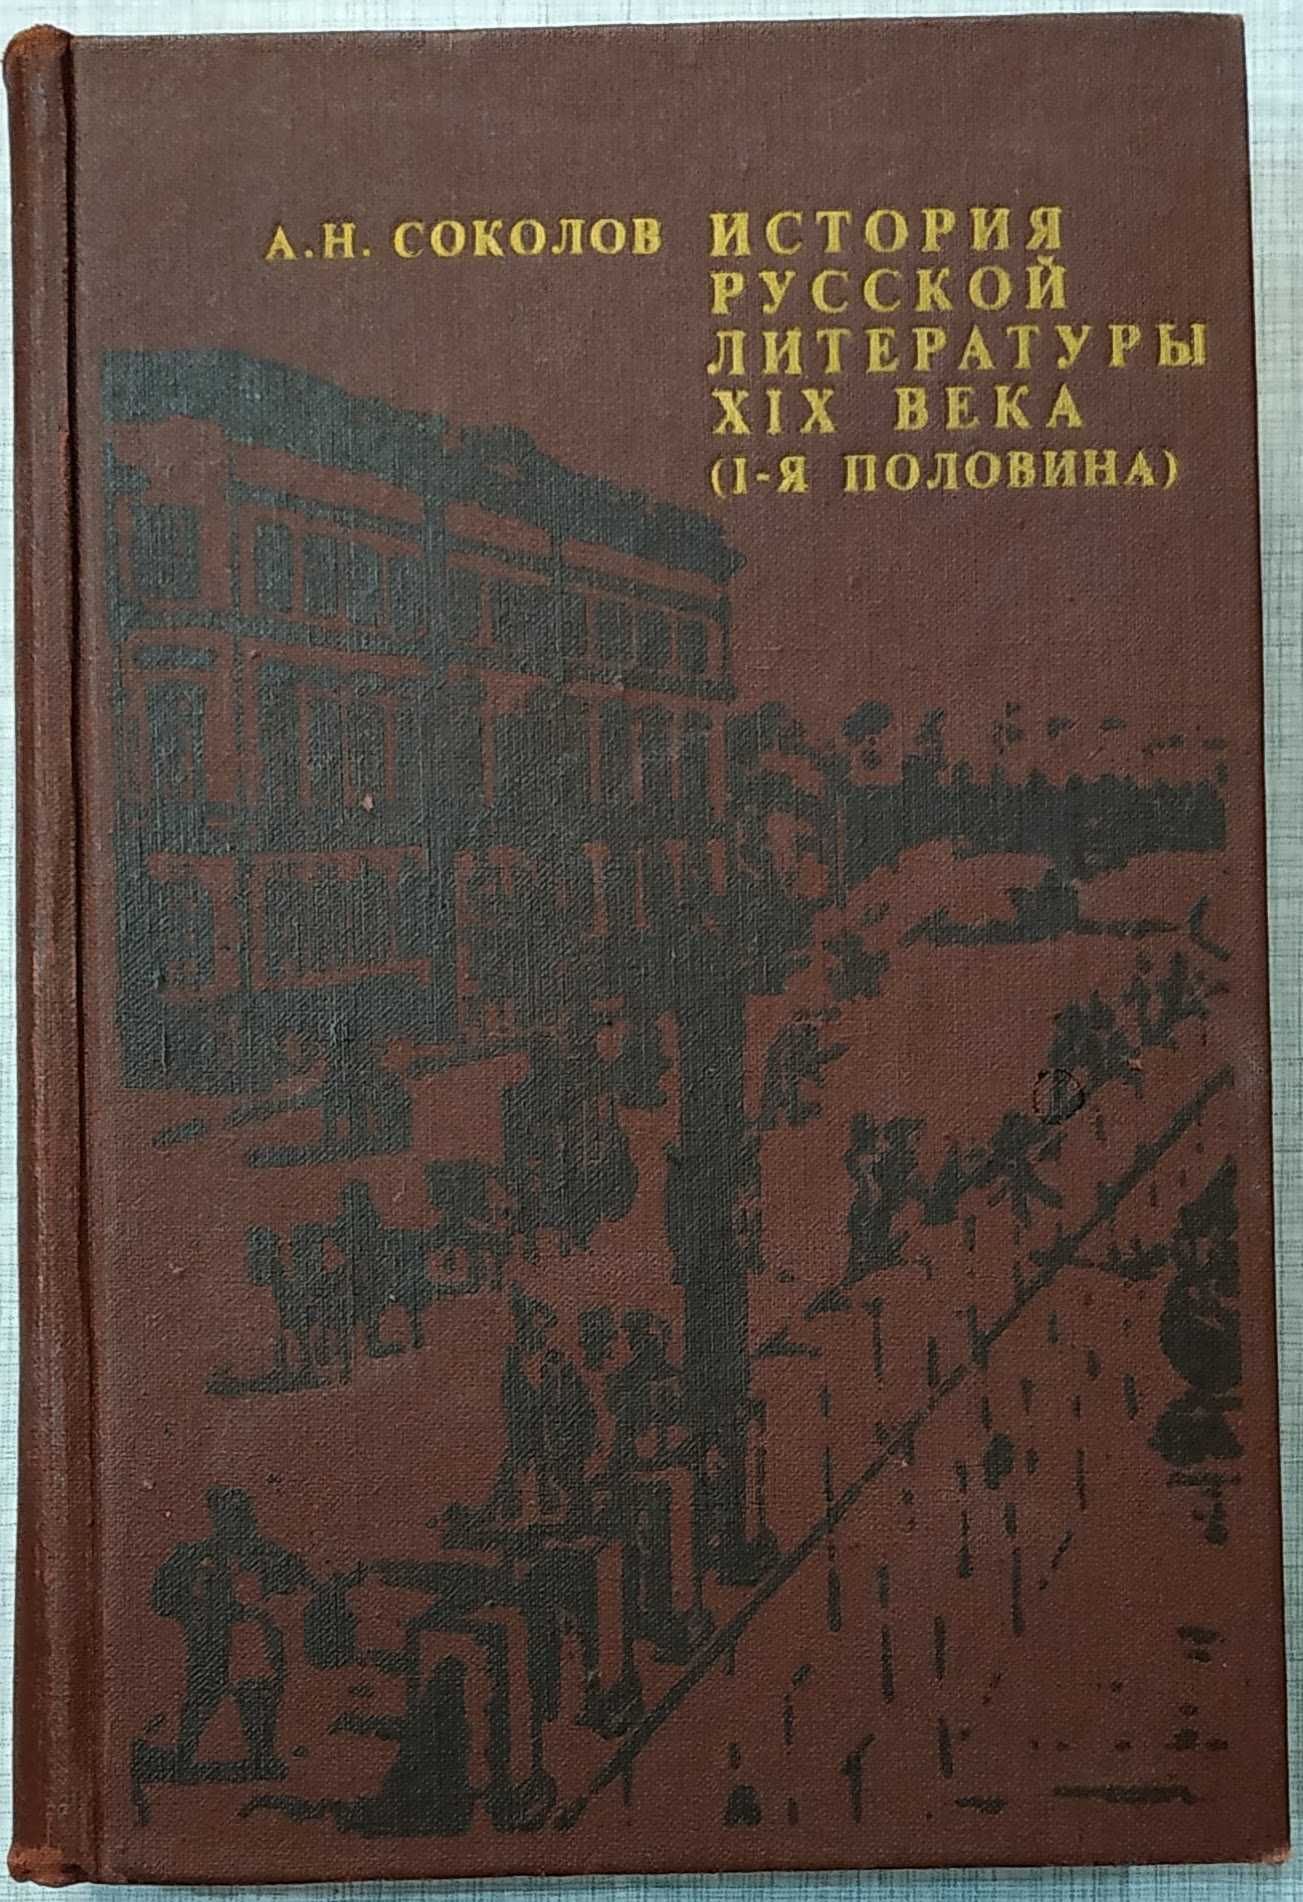 А.Н. СОКОЛОВ
ИСТОРИЯ
РУССКОЙ
ЛИТЕРАТУРЫ
XIX ВЕКА
(I-Я ПОЛОВИНА)